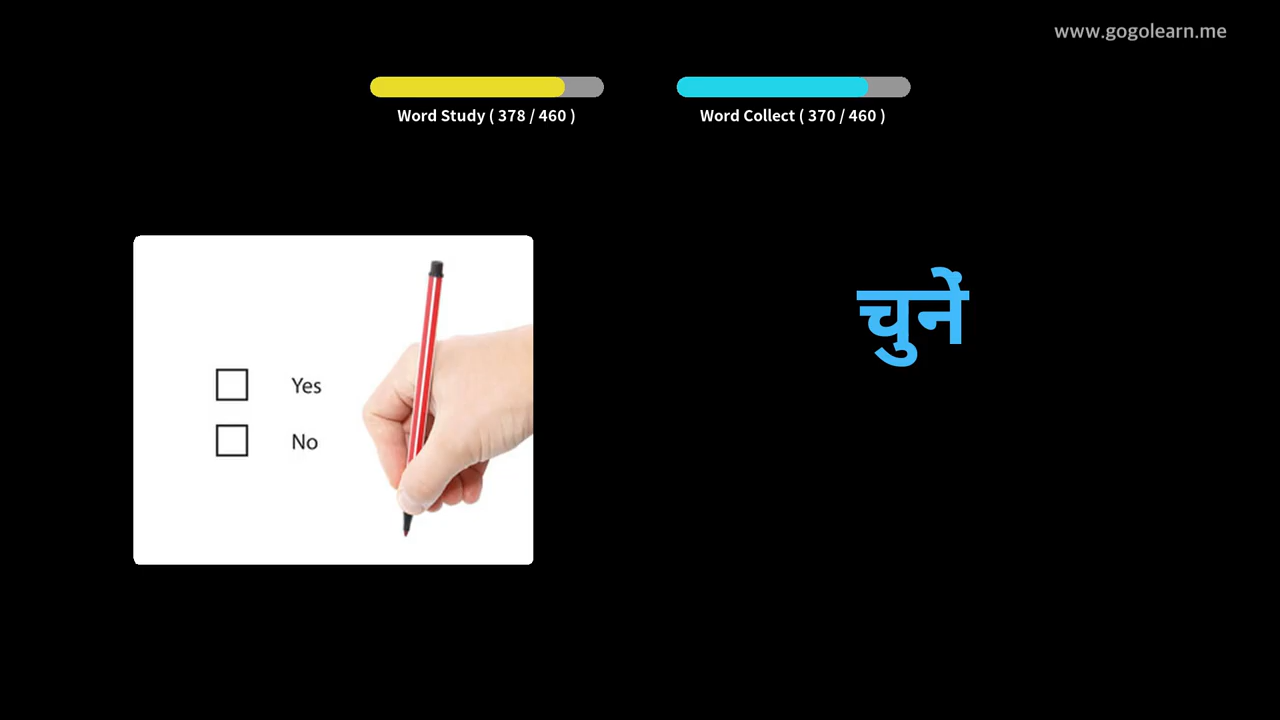 www.gogolearn.me
Word Study ( 378 / 460 )
Word Collect ( 370 / 460 )
चुनें
Yes
No